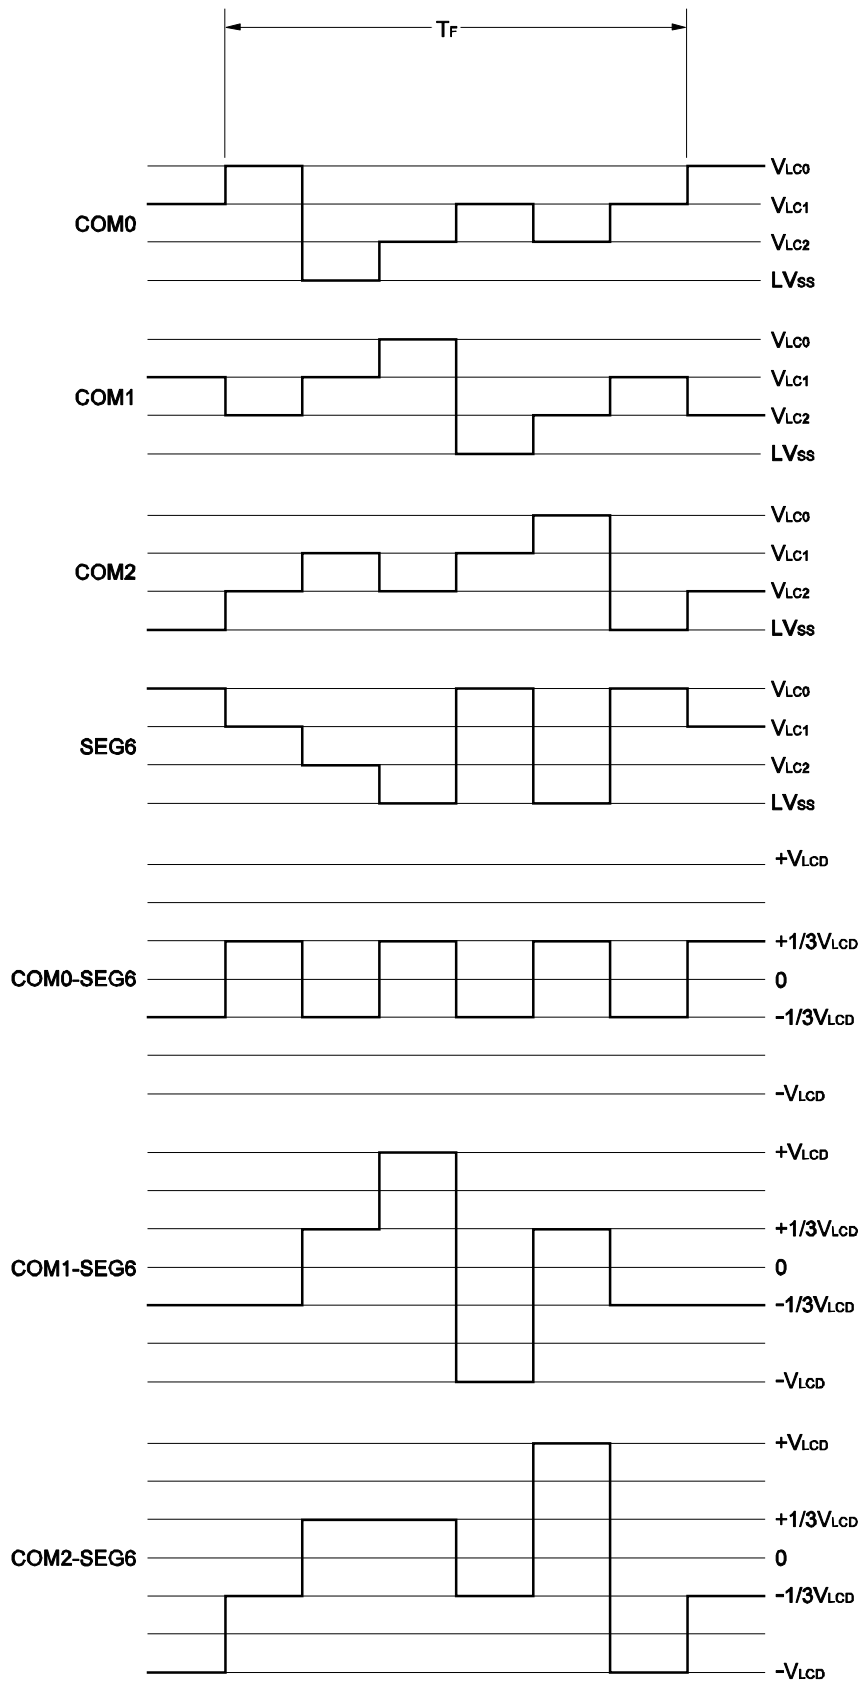 TF
COM0
VLC0
VLC1
VLC2
LVSS
COM1
VLC0
VLC1
VLC2
LVSS
COM2
VLC0
VLC1
VLC2
LVSS
SEG6
VLC0
VLC1
VLC2
LVSS
COM0-SEG6
+VLCD
+1/3VLCD
0
-1/3VLCD
-VLCD
COM1-SEG6
+VLCD
+1/3VLCD
0
-1/3VLCD
-VLCD
COM2-SEG6
+VLCD
+1/3VLCD
0
-1/3VLCD
-VLCD